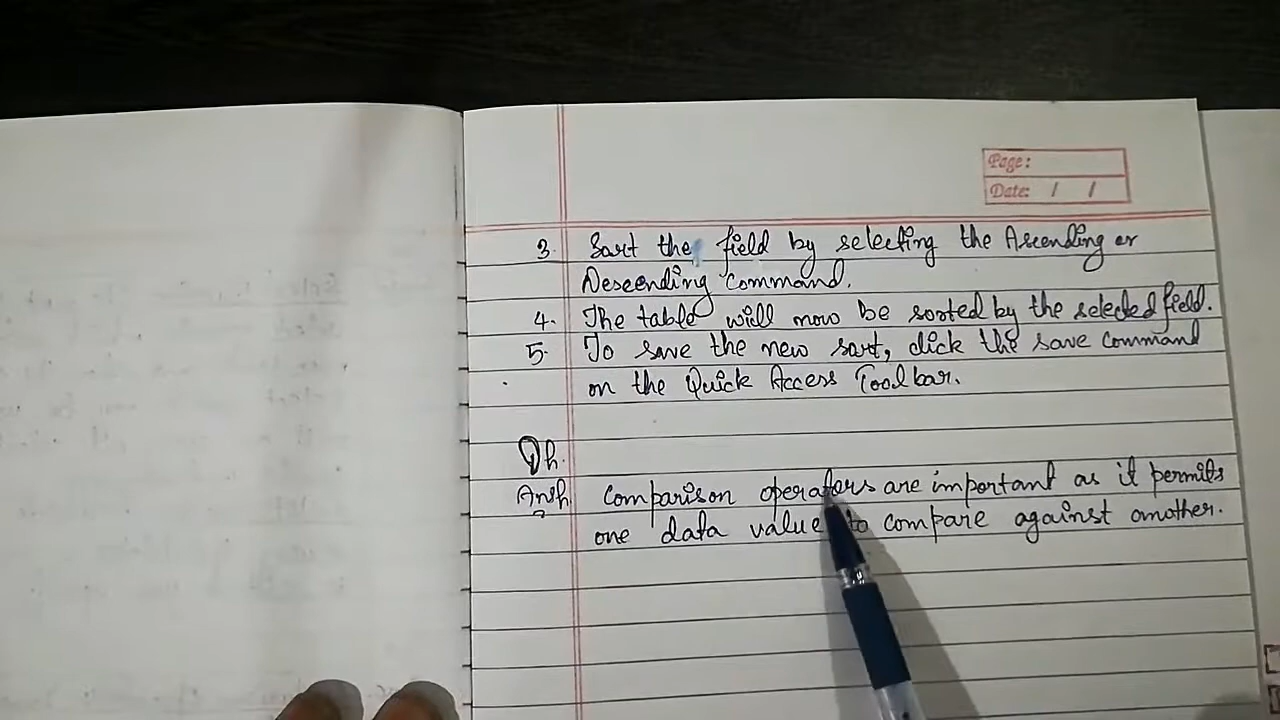 Page:
Date: / /
3. Sort the field by selecting the Ascending or
Descending Command.
4. The table will now be sorted by the selected field.
5. To save the new sort, click the save command
on the Quick Access Toolbar.
Qh.
Ansh. Comparison operators are important as it permits
one data value to compare against another.